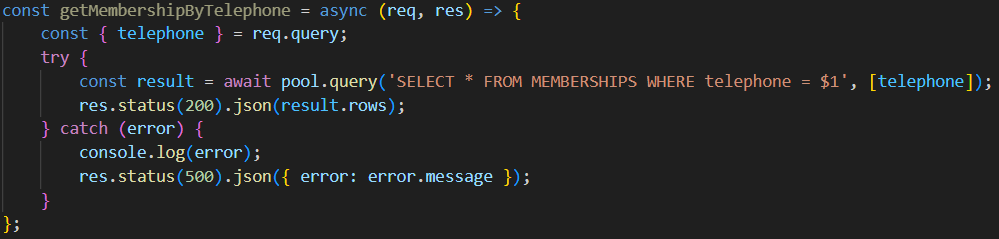 const getMembershipByTelephone = async (req, res) => {
    const { telephone } = req.query;
    try {
        const result = await pool.query('SELECT * FROM MEMBERSHIPS WHERE telephone = $1', [telephone]);
        res.status(200).json(result.rows);
    } catch (error) {
        console.log(error);
        res.status(500).json({ error: error.message });
    }
};